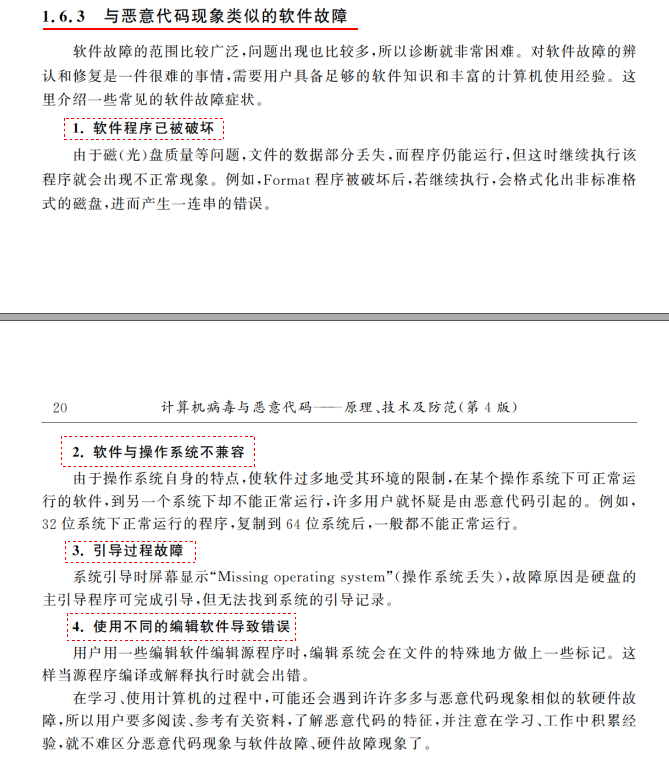 1.6.3 与恶意代码现象类似的软件故障
软件故障的范围比较广泛,问题出现也比较多,所以诊断就非常困难。对软件故障的辨
认和修复是一件很难的事情,需要用户具备足够的软件知识和丰富的计算机使用经验。这
里介绍一些常见的软件故障症状。
1. 软件程序已被破坏
由于磁(光)盘质量等问题,文件的数据部分丢失,而程序仍能运行,但这时继续执行该
程序就会出现不正常现象。例如,Format 程序被破坏后,若继续执行,会格式化出非标准格
式的磁盘,进而产生一连串的错误。
20 计算机病毒与恶意代码——原理、技术及防范(第 4 版)
2. 软件与操作系统不兼容
由于操作系统自身的特点,使软件过多地受其环境的限制,在某个操作系统下可正常运
行的软件,到另一个系统下却不能正常运行,许多用户就怀疑是由恶意代码引起的。例如,
32 位系统下正常运行的程序,复制到 64 位系统后,一般都不能正常运行。
3. 引导过程故障
系统引导时屏幕显示“Missing operating system”(操作系统丢失),故障原因是硬盘的
主引导程序可完成引导,但无法找到系统的引导记录。
4. 使用不同的编辑软件导致错误
用户用一些编辑软件编辑源程序时,编辑系统会在文件的特殊地方做上一些标记。这
样当源程序编译或解释执行时就会出错。
在学习、使用计算机的过程中,可能还会遇到许许多多与恶意代码现象相似的软硬件故
障,所以用户要多阅读、参考有关资料,了解恶意代码的特征,并注意在学习、工作中积累经
验,就不难区分恶意代码现象与软件故障、硬件故障现象了。